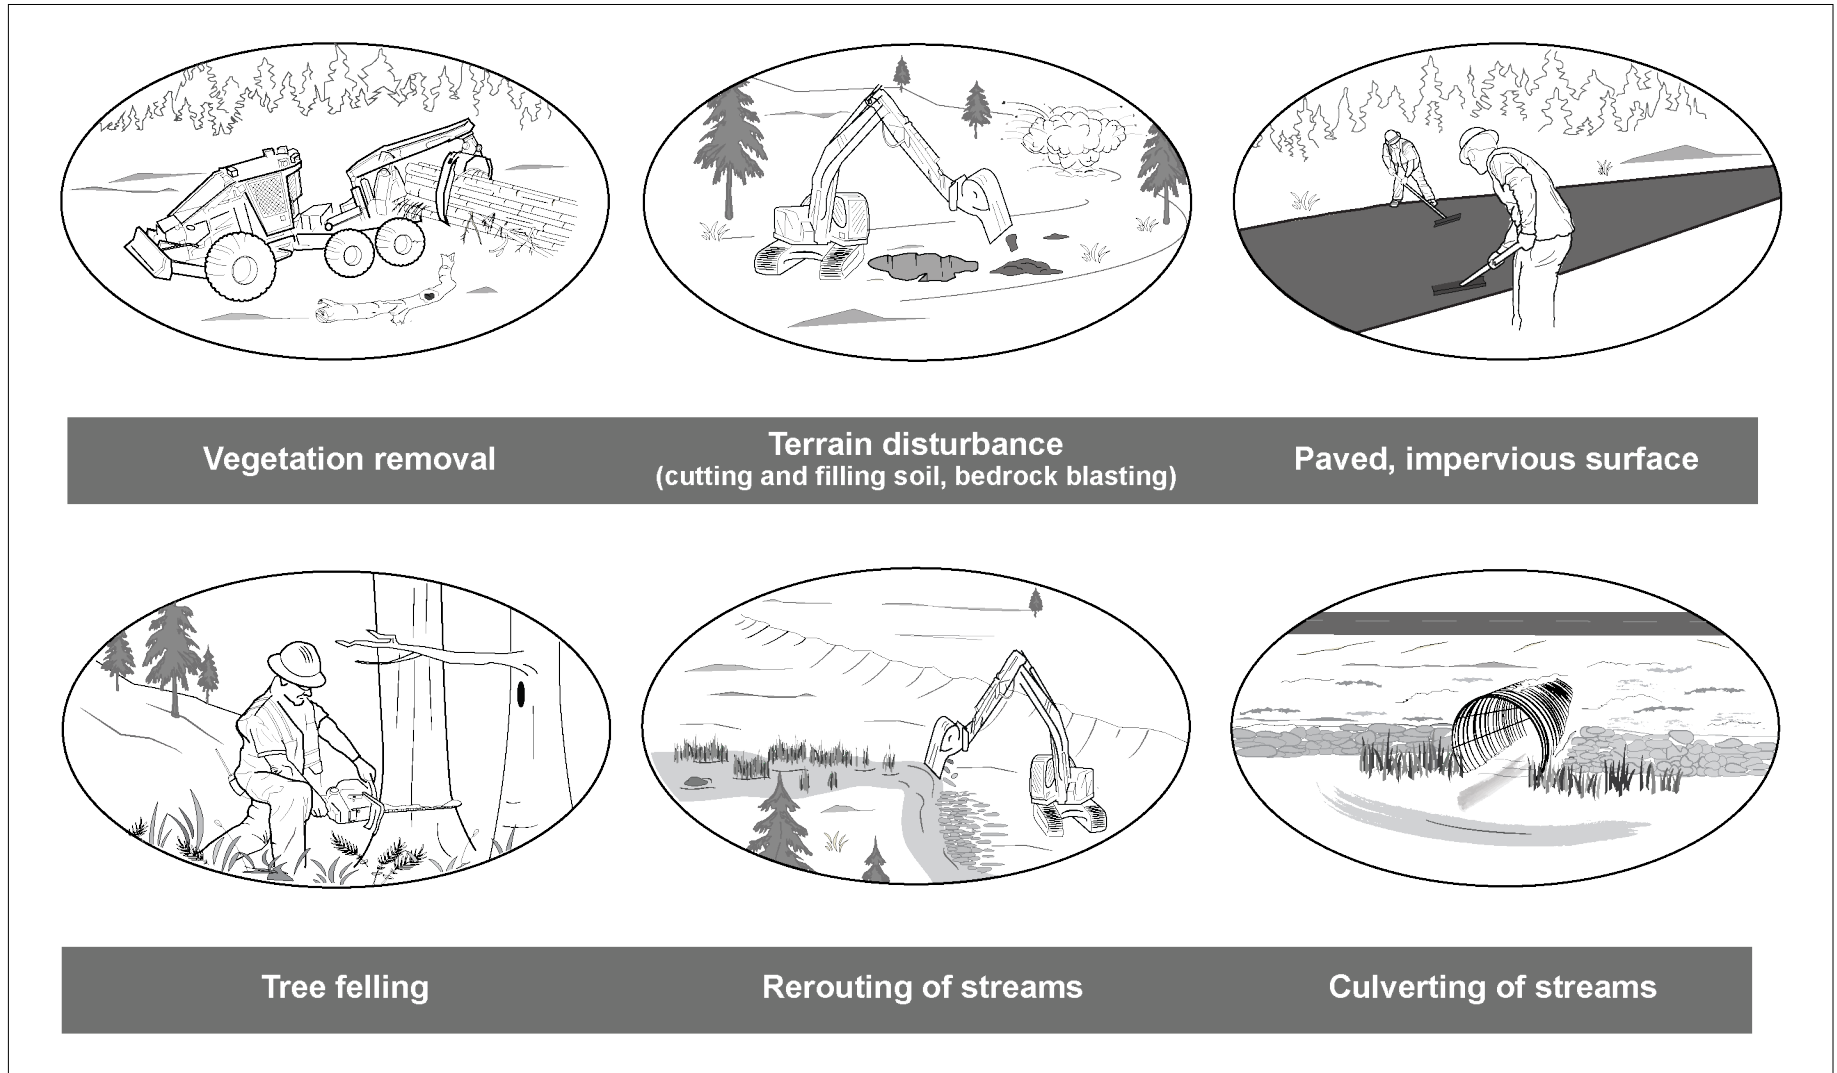 Vegetation removal
Terrain disturbance
(cutting and filling soil, bedrock blasting)
Paved, impervious surface
Tree felling
Rerouting of streams
Culverting of streams